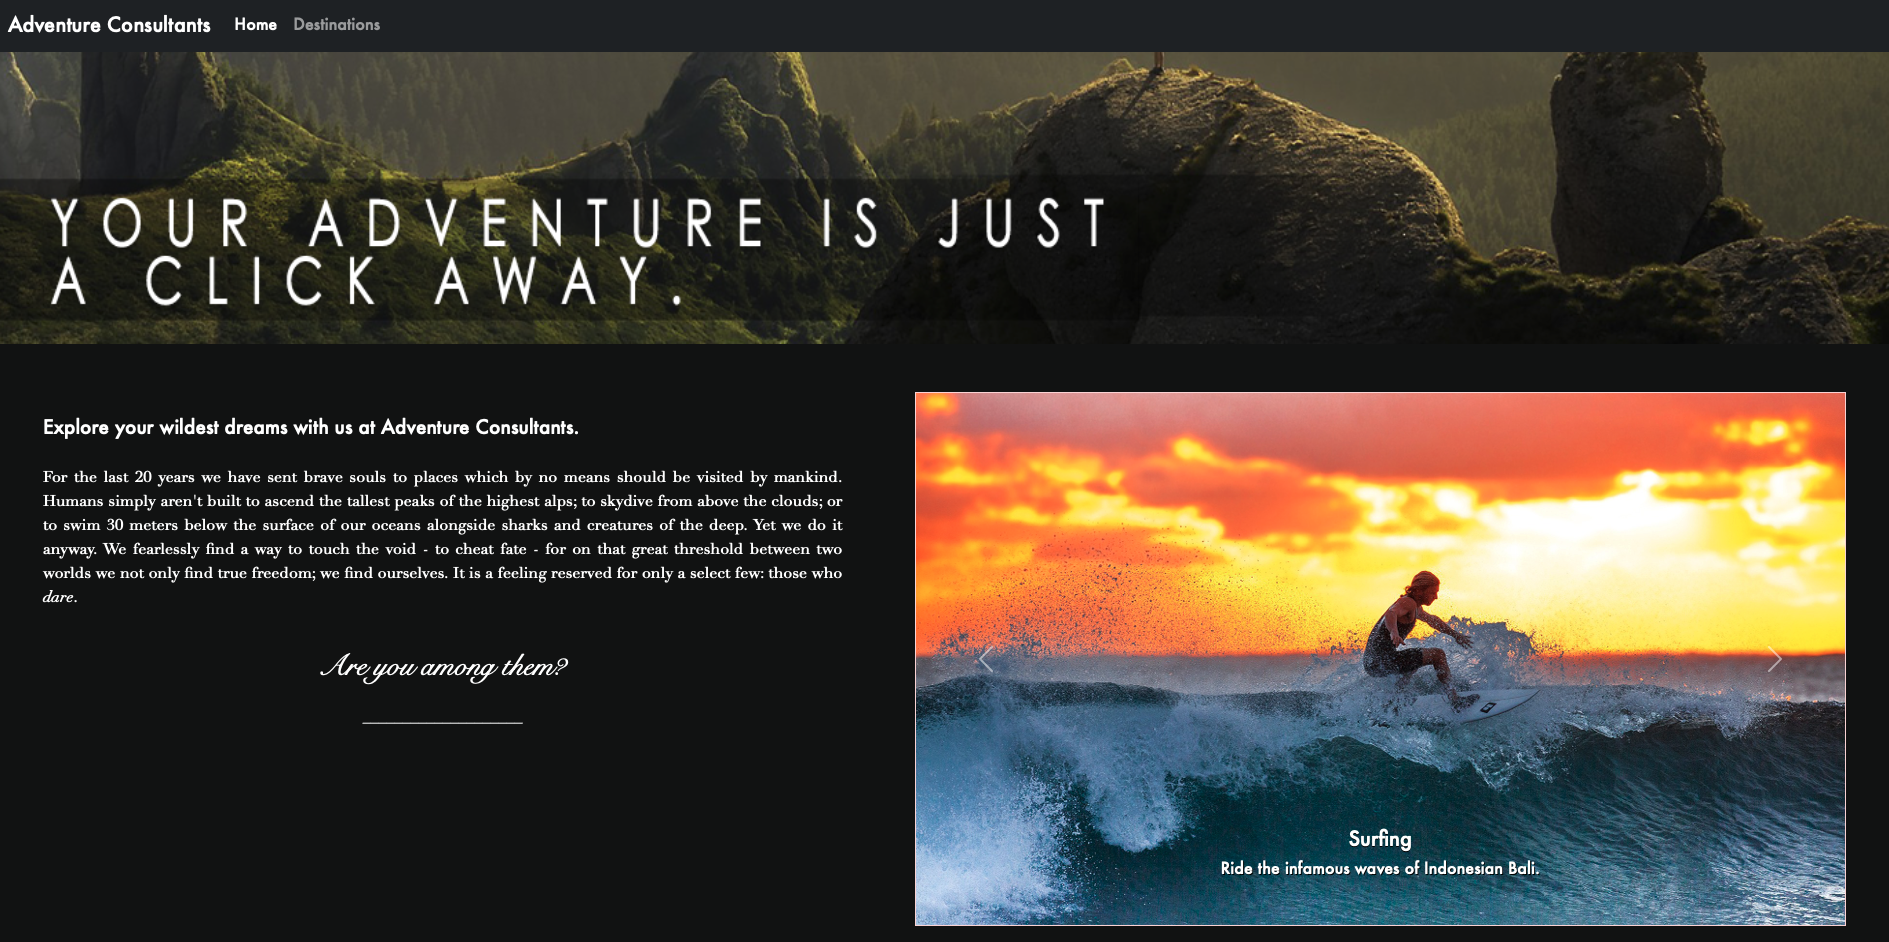 Adventure Consultants Home Destinations
YOUR ADVENTURE IS JUST
A CLICK AWAY.
Explore your wildest dreams with us at Adventure Consultants.
For the last 20 years we have sent brave souls to places which by no means should be visited by mankind.
Humans simply aren't built to ascend the tallest peaks of the highest alps; to skydive from above the clouds; or
to swim 30 meters below the surface of our oceans alongside sharks and creatures of the deep. Yet we do it
anyway. We fearlessly find a way to touch the void - to cheat fate - for on that great threshold between two
worlds we not only find true freedom; we find ourselves. It is a feeling reserved for only a select few: those who
dare.
Are you among them?
Surfing
Ride the infamous waves of Indonesian Bali.